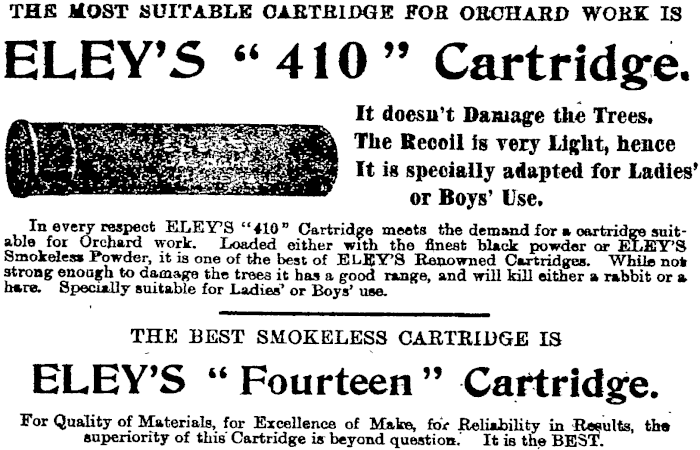 THE MOST SUITABLE CARTRIDGE FOR ORCHARD WORK IS
ELEY'S "410" Cartridge.
It doesn't Damage the Trees.
The Recoil is very Light, hence
It is specially adapted for Ladies'
or Boys' Use.
In every respect ELEY'S "410" Cartridge meets the demand for a cartridge suit-
able for Orchard work. Loaded either with the finest black powder or ELEY'S
Smokeless Powder, it is one of the best of ELEY'S Renowned Cartridges. While not
strong enough to damage the trees it has a good range, and will kill either a rabbit or a
hare. Specially suitable for Ladies' or Boys' use.
THE BEST SMOKELESS CARTRIDGE IS
ELEY'S "Fourteen" Cartridge.
For Quality of Materials, for Excellence of Make, for Reliability in Results, the
superiority of this Cartridge is beyond question. It is the BEST.